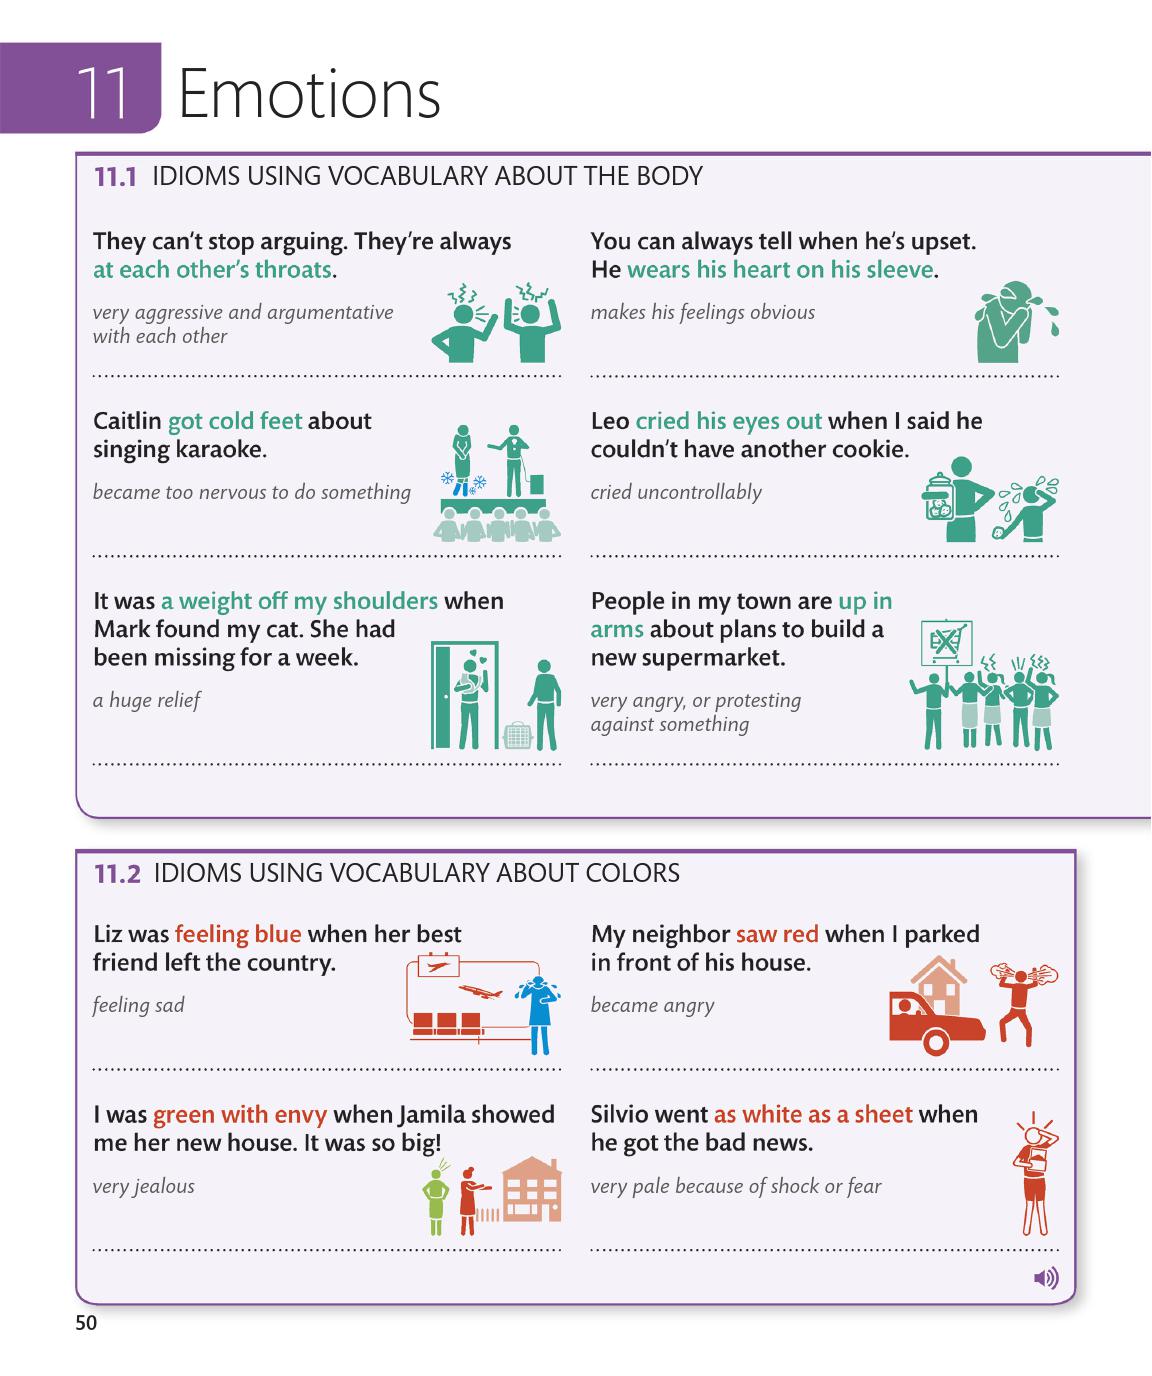 11 Emotions
11.1 IDIOMS USING VOCABULARY ABOUT THE BODY
They can't stop arguing. They're always
at each other's throats.
very aggressive and argumentative
with each other
You can always tell when he's upset.
He wears his heart on his sleeve.
makes his feelings obvious
Caitlin got cold feet about
singing karaoke.
became too nervous to do something
Leo cried his eyes out when I said he
couldn't have another cookie.
cried uncontrollably
It was a weight off my shoulders when
Mark found my cat. She had
been missing for a week.
a huge relief
People in my town are up in
arms about plans to build a
new supermarket.
very angry, or protesting
against something
11.2 IDIOMS USING VOCABULARY ABOUT COLORS
Liz was feeling blue when her best
friend left the country.
feeling sad
My neighbor saw red when I parked
in front of his house.
became angry
I was green with envy when Jamila showed
me her new house. It was so big!
very jealous
Silvio went as white as a sheet when
he got the bad news.
very pale because of shock or fear
50